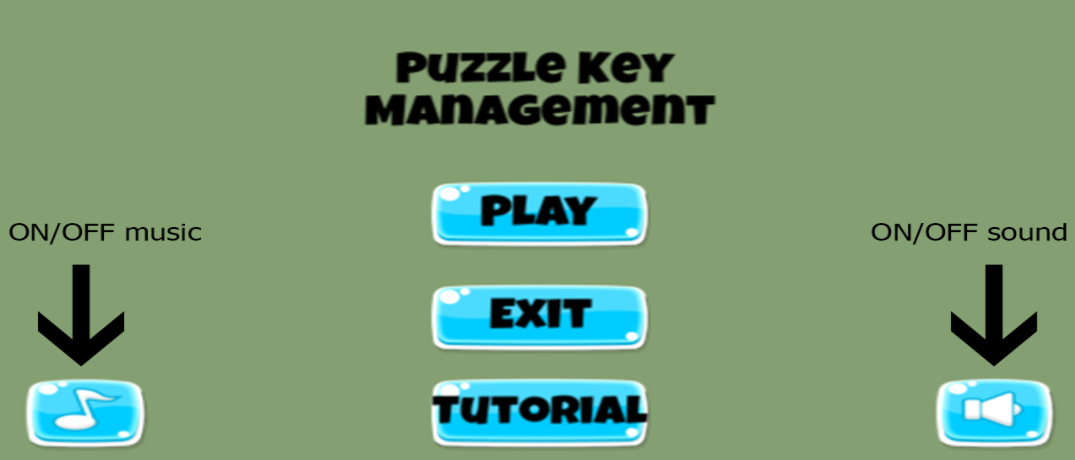 Puzzle Key
Management
PLAY
ON/OFF music
ON/OFF sound
EXIT
TUTORIAL